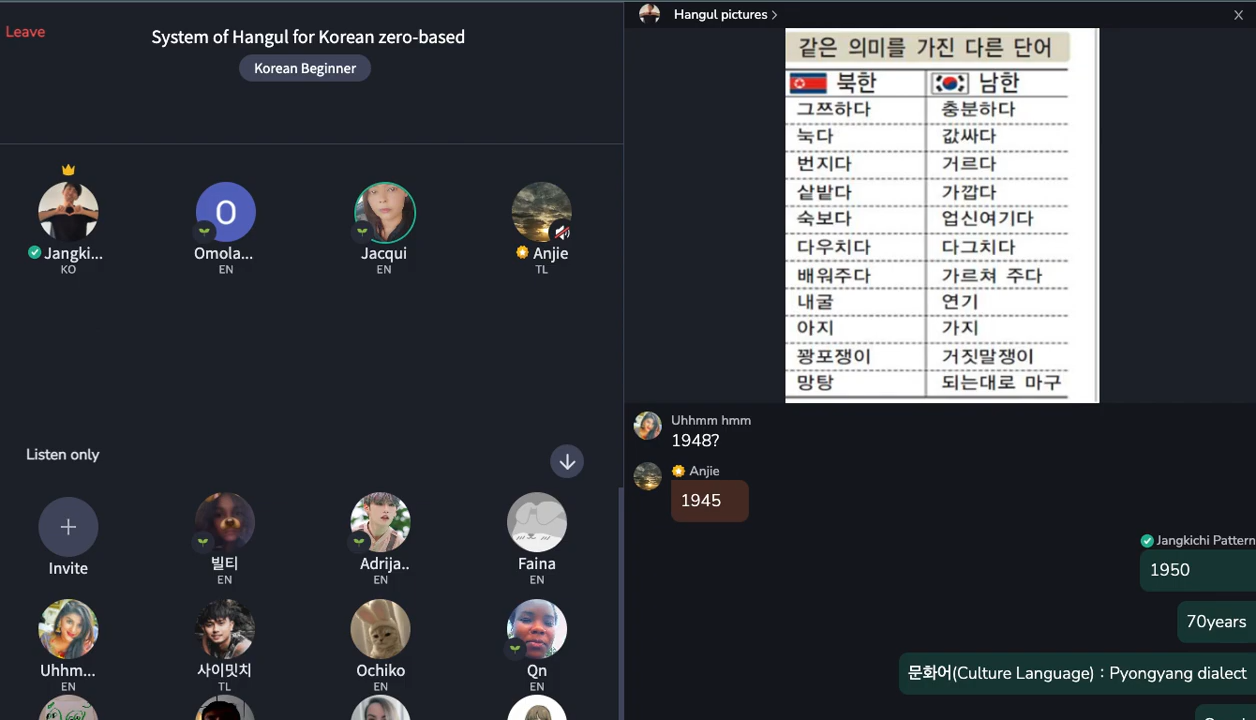 Leave
System of Hangul for Korean zero-based
Korean Beginner
Jangki...
KO
O
Omola...
EN
Jacqui
EN
Anjie
TL
Listen only
Invite
빌티
EN
Adrija..
EN
Faina
EN
Uhhm...
EN
사이밋치
TL
Ochiko
EN
Qn
EN
Hangul pictures
같은 의미를 가진 다른 단어
북한 남한
그쯔하다 충분하다
눅다 값싸다
번지다 거르다
살밭다 가깝다
숙보다 업신여기다
다우치다 다그치다
배워주다 가르쳐 주다
내굴 연기
아지 가지
꽝포쟁이 거짓말쟁이
망탕 되는대로 마구
Uhhmm hmm
1948?
Anjie
1945
Jangkichi Pattern
1950
70years
문화어(Culture Language) : Pyongyang dialect